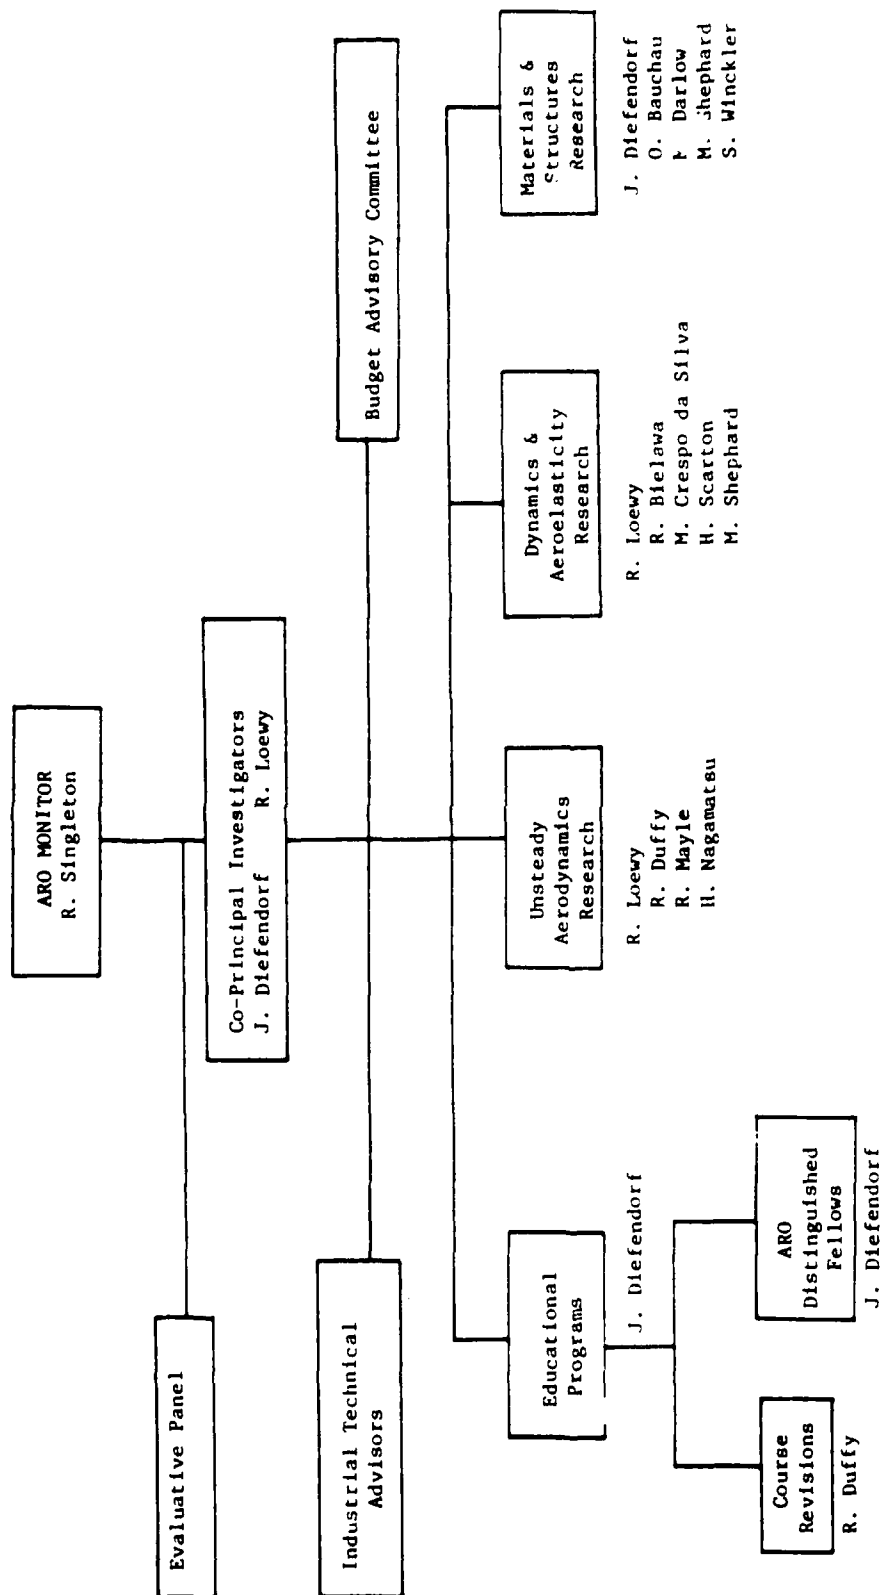 ARO MONITOR
R. Singleton
Evaluative Panel
Co-Principal Investigators
J. Diefendorf R. Loewy
Industrial Technical
Advisors
Budget Advisory Committee
Educational
Programs
J. Diefendorf
Course
Revisions
R. Duffy
ARO
Distinguished
Fellows
J. Diefendorf
Unsteady
Aerodynamics
Research
R. Loewy
R. Duffy
R. Mayle
H. Nagamatsu
Dynamics &
Aeroelasticity
Research
R. Loewy
R. Bielawa
M. Crespo da Silva
H. Scarton
M. Shephard
Materials &
Structures
Research
J. Diefendorf
O. Bauchau
Darlow
M. Shephard
S. Winckler